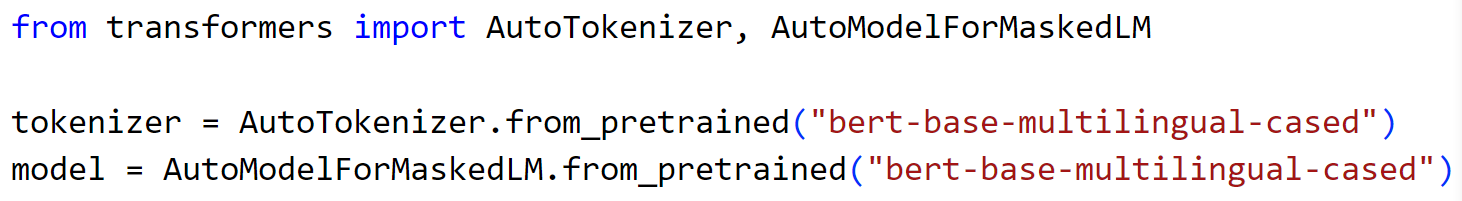 from transformers import AutoTokenizer, AutoModelForMaskedLM
tokenizer = AutoTokenizer.from_pretrained("bert-base-multilingual-cased")
model = AutoModelForMaskedLM.from_pretrained("bert-base-multilingual-cased")